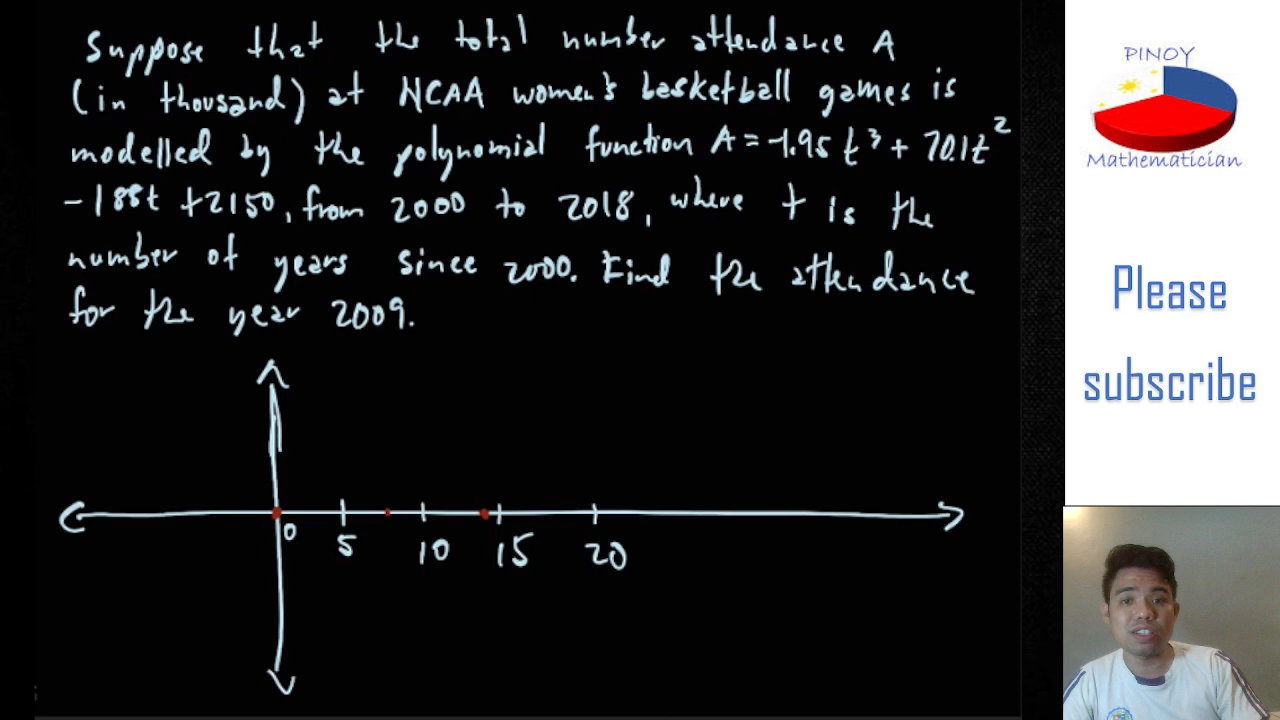 Suppose that the total number attendance A
(in thousand) at NCAA women's basketball games is
modelled by the polynomial function A = -1.95 t³ + 70.1t²
- 188t + 2150, from 2000 to 2018, where t is the
number of years since 2000. Find the attendance
for the year 2009.
0 5 10 15 20
PINOY
Mathematician
Please
subscribe